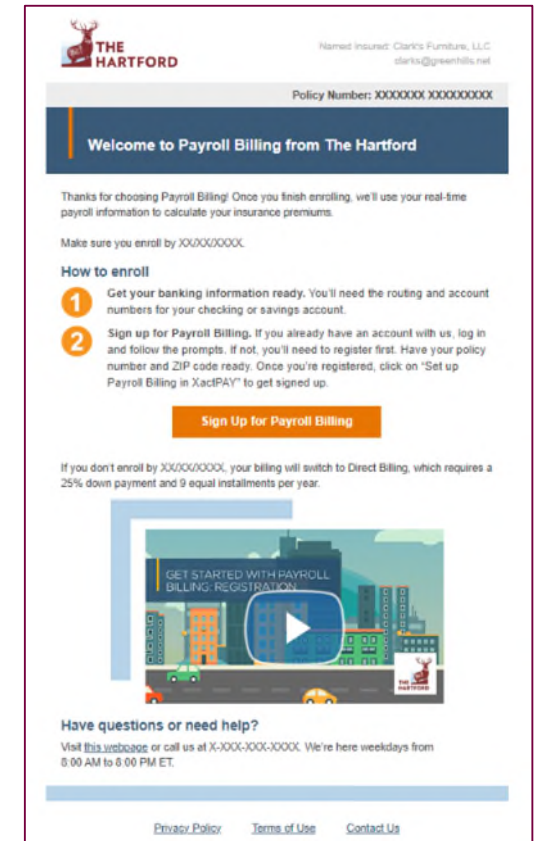 THE
HARTFORD
Named Insured: Clark's Furniture, LLC
clarks@greenhills.net
Policy Number: XXXXXXX XXXXXXXXX
Welcome to Payroll Billing from The Hartford
Thanks for choosing Payroll Billing! Once you finish enrolling, we'll use your real-time
payroll information to calculate your insurance premiums.
Make sure you enroll by XX/XX/XXXX.
How to enroll
1 Get your banking information ready. You'll need the routing and account
numbers for your checking or savings account.
2 Sign up for Payroll Billing. If you already have an account with us, log in
and follow the prompts. If not, you'll need to register first. Have your policy
number and ZIP code ready. Once you're registered, click on "Set up
Payroll Billing in XactPAY" to get signed up.
Sign Up for Payroll Billing
If you don't enroll by XX/XX/XXXX, your billing will switch to Direct Billing, which requires a
25% down payment and 9 equal installments per year.
GET STARTED WITH PAYROLL
BILLING: REGISTRATION
THE
HARTFORD
Have questions or need help?
Visit this webpage or call us at X-XXX-XXX-XXXX. We're here weekdays from
8:00 AM to 8:00 PM ET.
Privacy Policy Terms of Use Contact Us